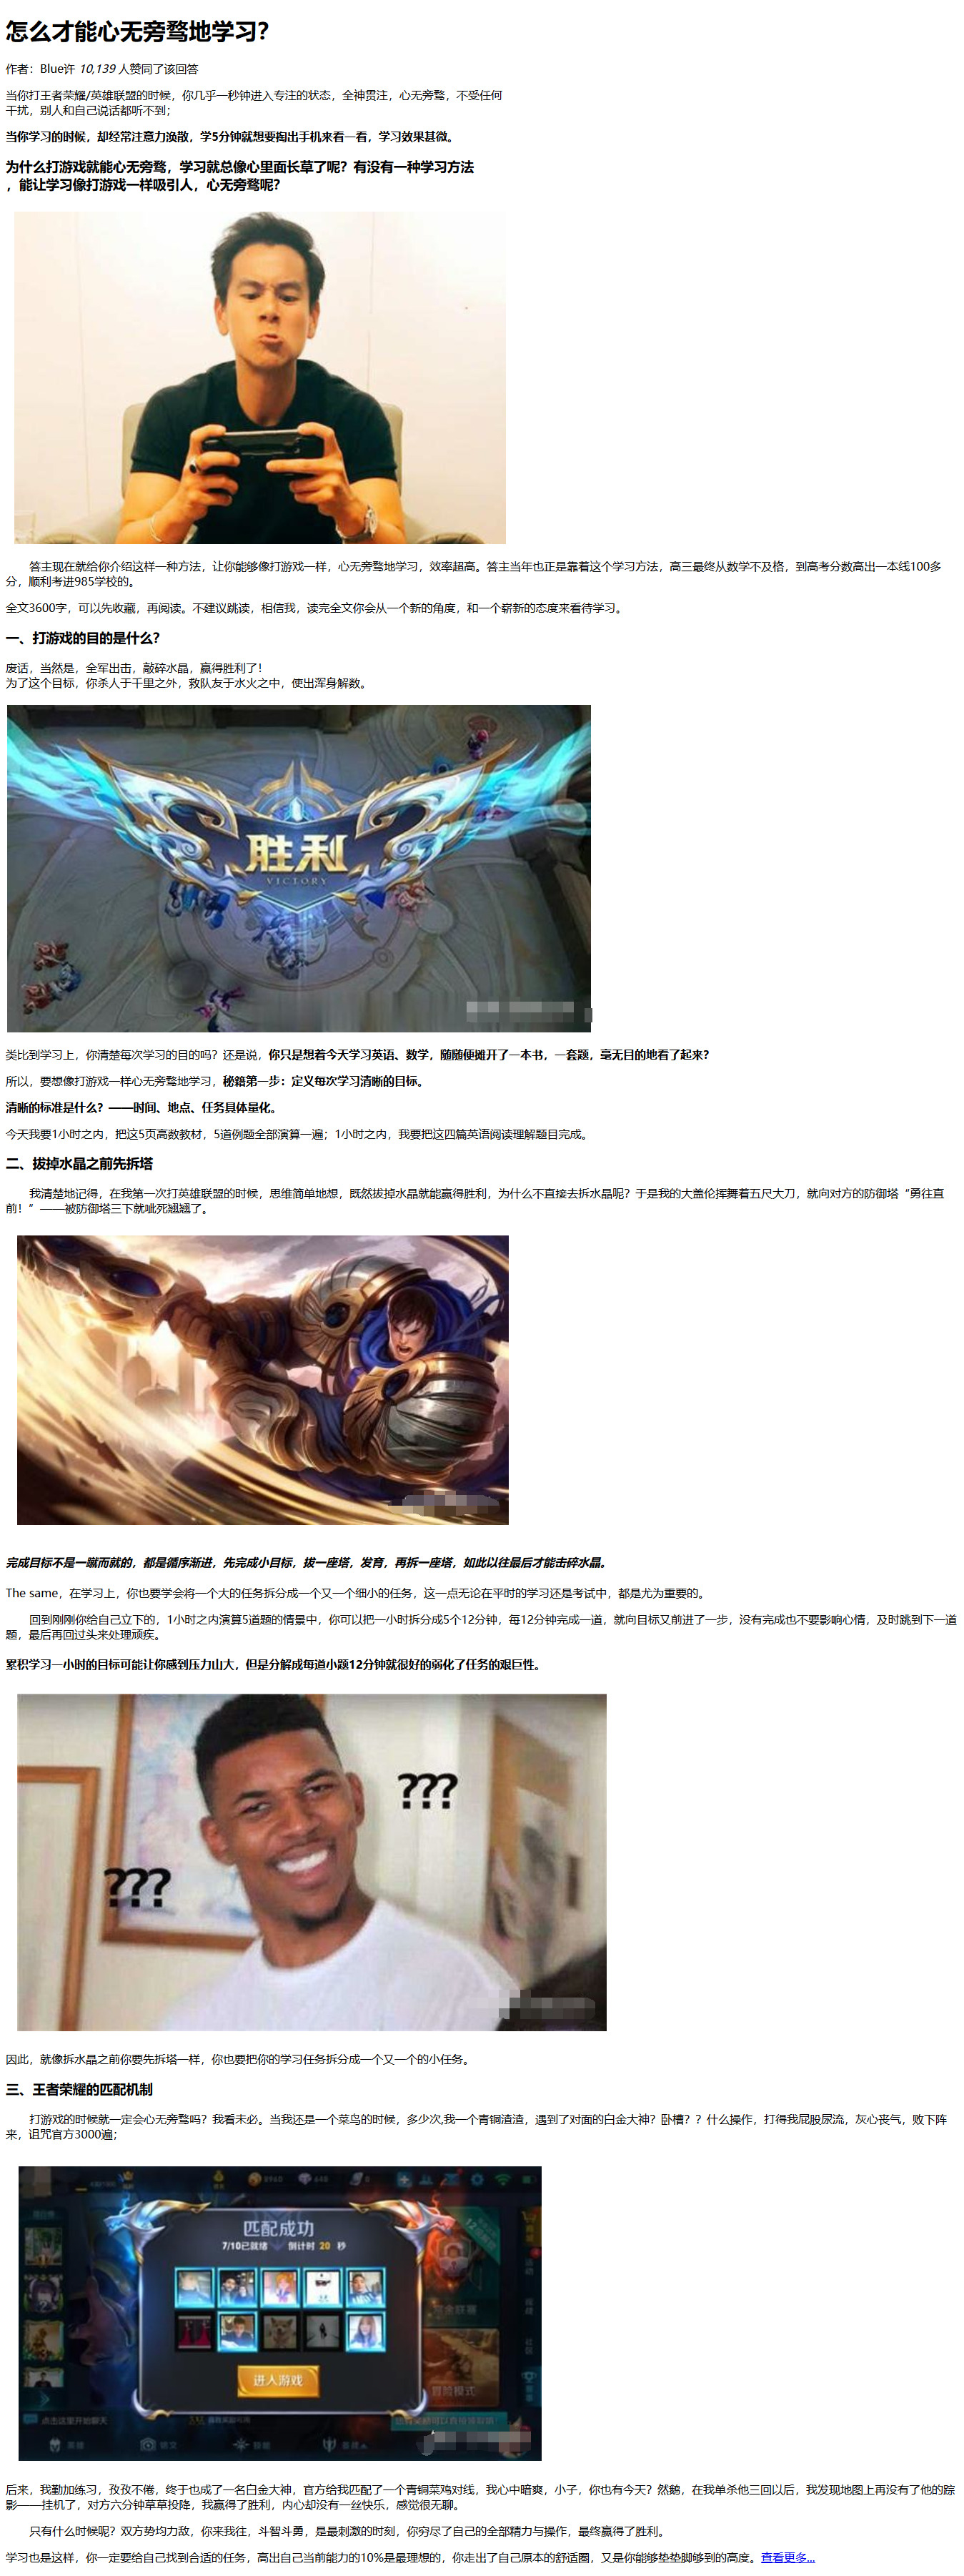 怎么才能心无旁骛地学习?
作者：Blue许 10,139 人赞同了该回答
当你打王者荣耀/英雄联盟的时候，你几乎一秒钟进入专注的状态，全神贯注，心无旁骛，不受任何
干扰，别人和自己说话都听不到；
当你学习的时候，却经常注意力涣散，学5分钟就想要掏出手机来看一看，学习效果甚微。
为什么打游戏就能心无旁骛，学习就总像心里面长草了呢？有没有一种学习方法
，能让学习像打游戏一样吸引人，心无旁骛呢?
答主现在就给你介绍这样一种方法，让你能够像打游戏一样，心无旁骛地学习，效率超高。答主当年也正是靠着这个学习方法，高三最终从数学不及格，到高考分数高出一本线100多
分，顺利考进985学校的。
全文3600字，可以先收藏，再阅读。不建议跳读，相信我，读完全文你会从一个新的角度，和一个崭新的态度来看待学习。
一、打游戏的目的是什么?
废话，当然是，全军出击，敲碎水晶，赢得胜利了!
为了这个目标，你杀人于千里之外，救队友于水火之中，使出浑身解数。
胜利
VICTORY
类比到学习上，你清楚每次学习的目的吗？还是说，你只是想着今天学习英语、数学，随随便摊开了一本书，一套题，毫无目的地看了起来?
所以，要想像打游戏一样心无旁骛地学习，秘籍第一步：定义每次学习清晰的目标。
清晰的标准是什么？——时间、地点、任务具体量化。
今天我要1小时之内，把这5页高数教材，5道例题全部演算一遍；1小时之内，我要把这四篇英语阅读理解题目完成。
二、拔掉水晶之前先拆塔
我清楚地记得，在我第一次打英雄联盟的时候，思维简单地想，既然拔掉水晶就能赢得胜利，为什么不直接去拆水晶呢？于是我的大盖伦挥舞着五尺大刀，就向对方的防御塔“勇往直
前！”——被防御塔三下就呲死翘翘了。
完成目标不是一蹴而就的，都是循序渐进，先完成小目标，拔一座塔，发育，再拆一座塔，如此以往最后才能击碎水晶。
The same，在学习上，你也要学会将一个大的任务拆分成一个又一个细小的任务，这一点无论在平时的学习还是考试中，都是尤为重要的。
回到刚刚你给自己立下的，1小时之内演算5道题的情景中，你可以把一小时拆分成5个12分钟，每12分钟完成一道，就向目标又前进了一步，没有完成也不要影响心情，及时跳到下一道
题，最后再回过头来处理顽疾。
累积学习一小时的目标可能让你感到压力山大，但是分解成每道小题12分钟就很好的弱化了任务的艰巨性。
???
???
因此，就像拆水晶之前你要先拆塔一样，你也要把你的学习任务拆分成一个又一个的小任务。
三、王者荣耀的匹配机制
打游戏的时候就一定会心无旁骛吗？我看未必。当我还是一个菜鸟的时候，多少次,我一个青铜渣渣，遇到了对面的白金大神？卧槽？？什么操作，打得我屁股尿流，灰心丧气，败下阵
来，诅咒官方3000遍；
匹配成功
7/10已就绪 倒计时 20 秒
进入游戏
冒险模式
点击这里开始聊天
后来，我勤加练习，孜孜不倦，终于也成了一名白金大神，官方给我匹配了一个青铜菜鸡对线，我心中暗爽，小子，你也有今天？然鹅，在我单杀他三回以后，我发现地图上再没有了他的踪
影——挂机了，对方六分钟草草投降，我赢得了胜利，内心却没有一丝快乐，感觉很无聊。
只有什么时候呢？双方势均力敌，你来我往，斗智斗勇，是最刺激的时刻，你穷尽了自己的全部精力与操作，最终赢得了胜利。
学习也是这样，你一定要给自己找到合适的任务，高出自己当前能力的10%是最理想的，你走出了自己原本的舒适圈，又是你能够垫垫脚够到的高度。查看更多...